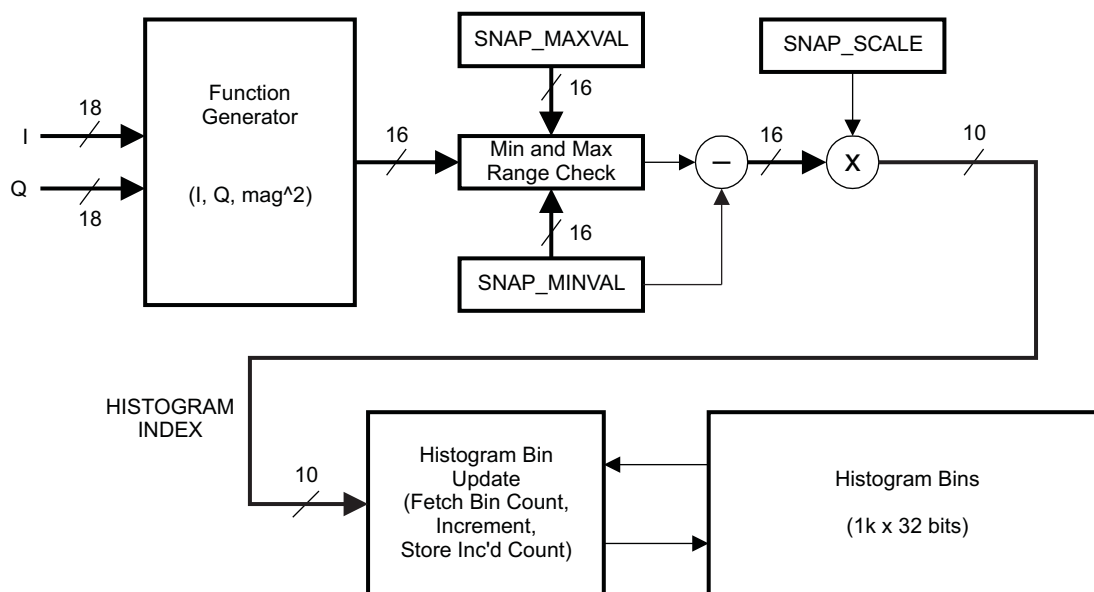 SNAP_MAXVAL
SNAP_SCALE
Function
Generator
(I, Q, mag^2)
I
18
Q
18
16
16
Min and Max
Range Check
16
SNAP_MINVAL
–
16
X
10
HISTOGRAM
INDEX
10
Histogram Bin
Update
(Fetch Bin Count,
Increment,
Store Inc'd Count)
Histogram Bins
(1k x 32 bits)